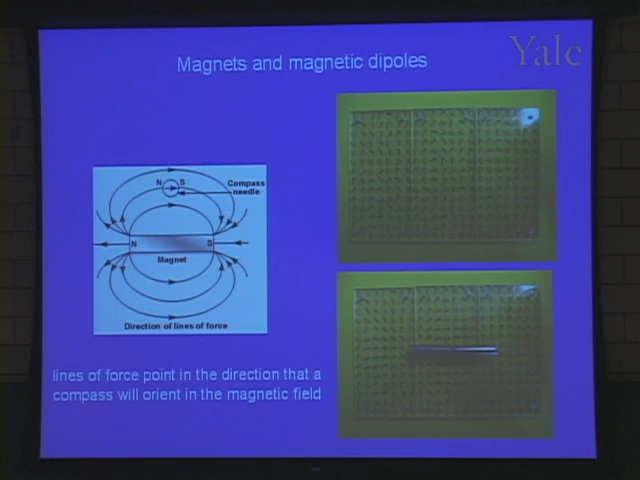 Yale
Magnets and magnetic dipoles
N S
Compass
needle
N S
Magnet
Direction of lines of force
lines of force point in the direction that a
compass will orient in the magnetic field